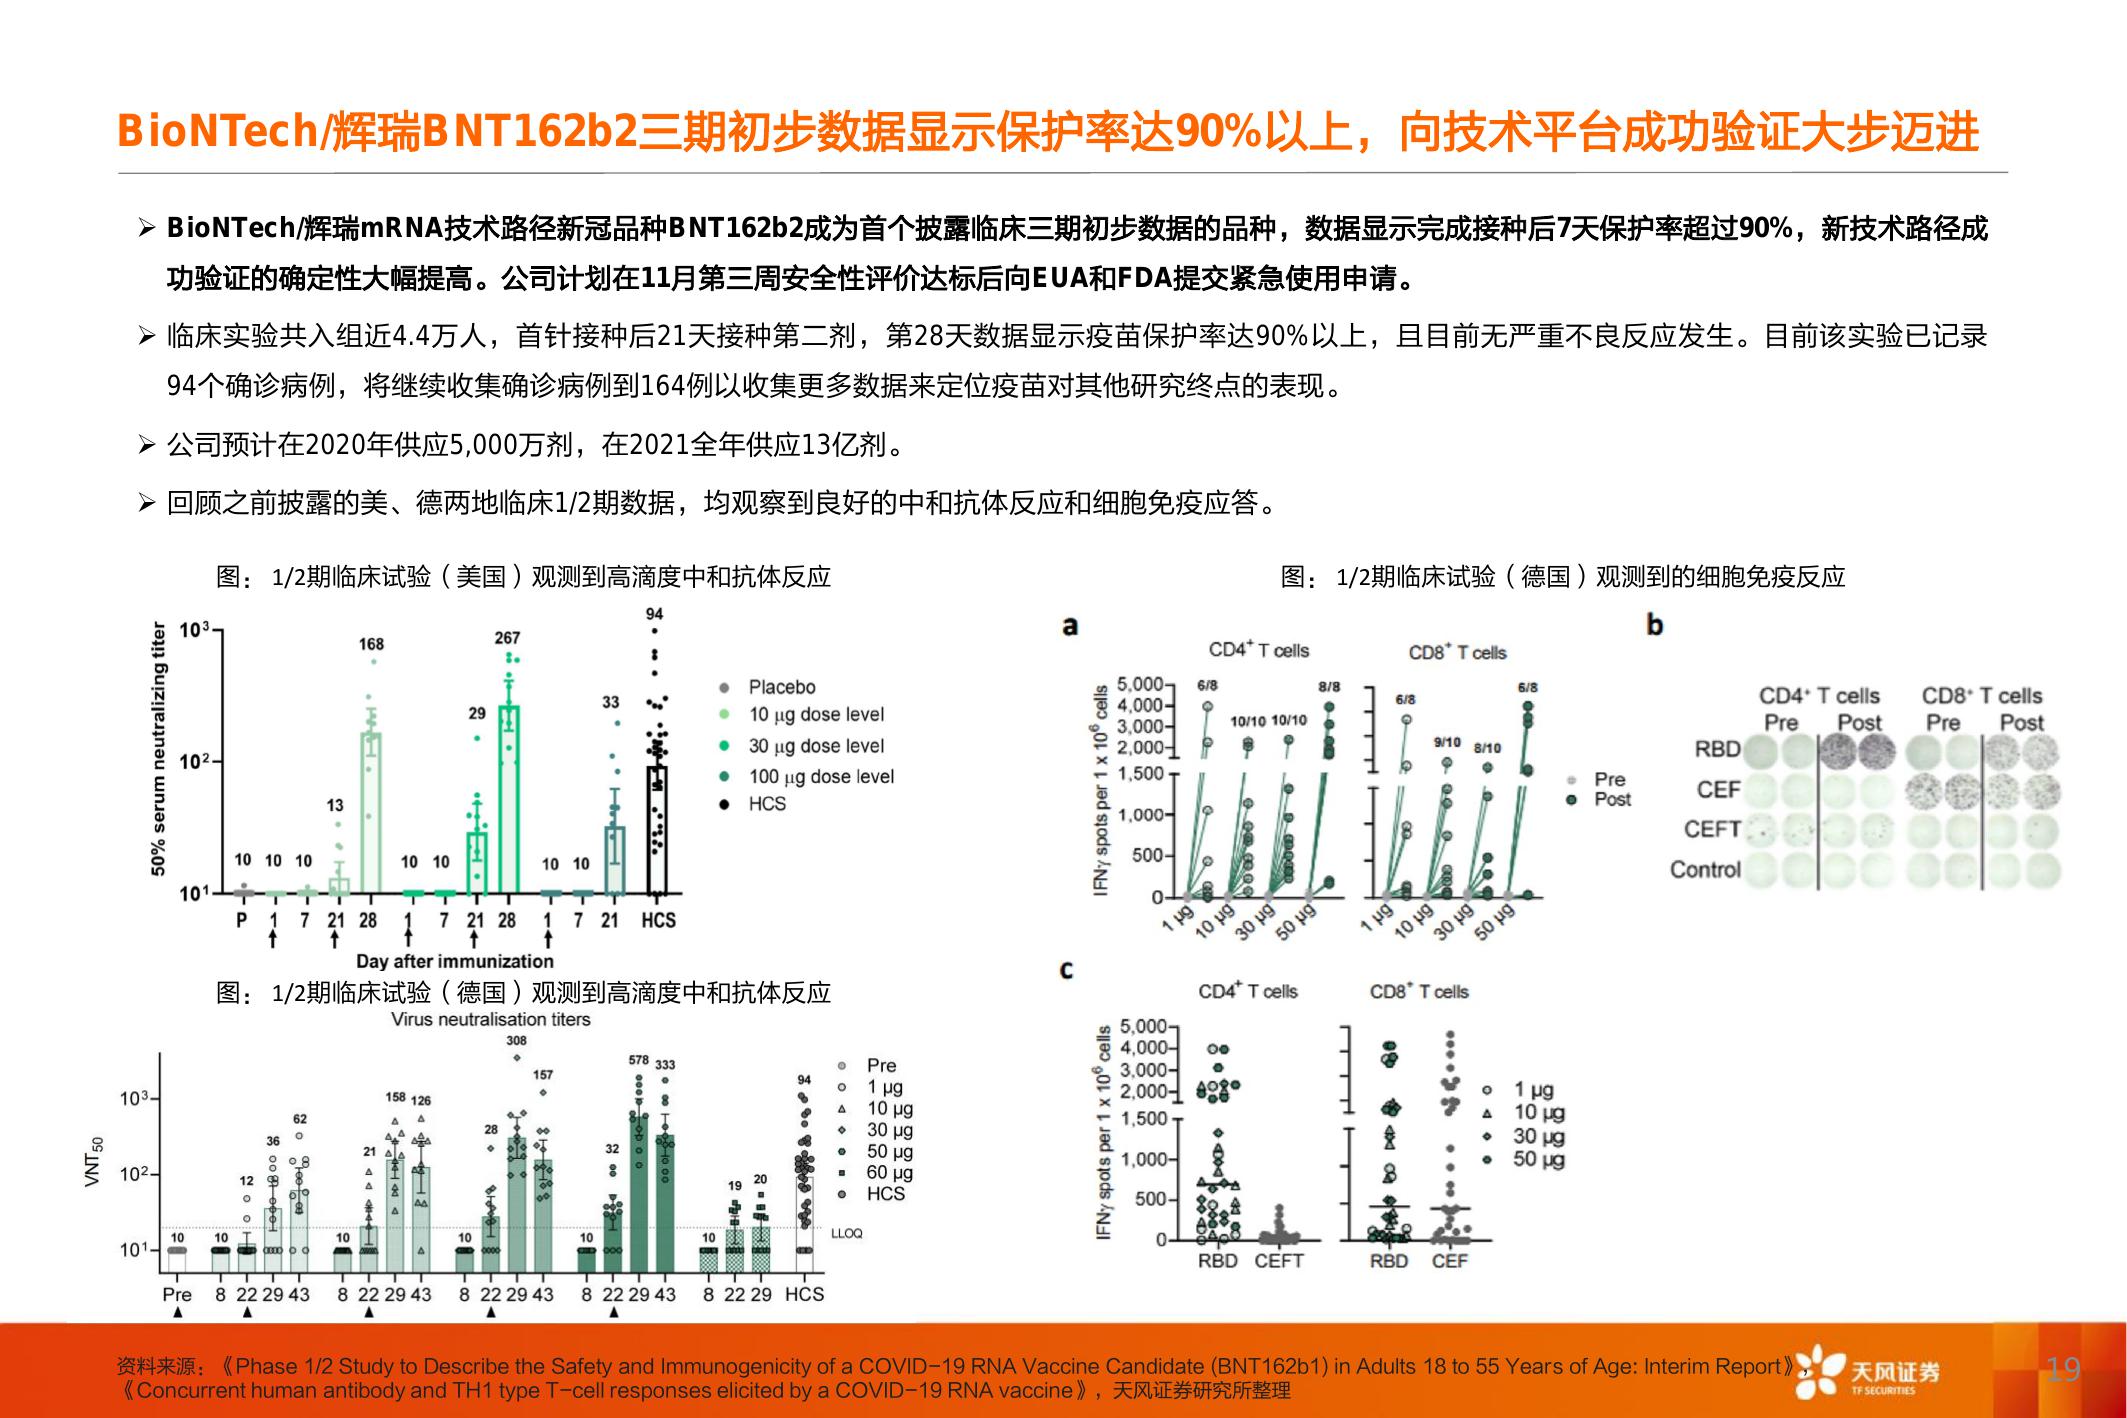 BioNTech/辉瑞BNT162b2三期初步数据显示保护率达90%以上，向技术平台成功验证大步迈进
➢ BioNTech/辉瑞mRNA技术路径新冠品种BNT162b2成为首个披露临床三期初步数据的品种，数据显示完成接种后7天保护率超过90%，新技术路径成
功验证的确定性大幅提高。公司计划在11月第三周安全性评价达标后向EUA和FDA提交紧急使用申请。
➢ 临床实验共入组近4.4万人，首针接种后21天接种第二剂，第28天数据显示疫苗保护率达90%以上，且目前无严重不良反应发生。目前该实验已记录
94个确诊病例，将继续收集确诊病例到164例以收集更多数据来定位疫苗对其他研究终点的表现。
➢ 公司预计在2020年供应5,000万剂，在2021全年供应13亿剂。
➢ 回顾之前披露的美、德两地临床1/2期数据，均观察到良好的中和抗体反应和细胞免疫应答。
图： 1/2期临床试验（美国）观测到高滴度中和抗体反应
50% serum neutralizing titer
10³
10²
10¹
10 10 10 13 168 10 10 29 267 10 10 33 94
P 1 7 21 28 1 7 21 28 1 7 21 HCS
Day after immunization
Placebo
10 μg dose level
30 μg dose level
100 μg dose level
HCS
图： 1/2期临床试验（德国）观测到高滴度中和抗体反应
Virus neutralisation titers
VNT50
10³
10²
10¹
10 10 12 36 62 10 21 158 126 10 28 308 157 10 32 578 333 10 19 20 94
LLOQ
Pre 8 22 29 43 8 22 29 43 8 22 29 43 8 22 29 43 8 22 29 HCS
Pre
1 μg
10 μg
30 μg
50 μg
60 μg
HCS
图： 1/2期临床试验（德国）观测到的细胞免疫反应
a
CD4⁺ T cells CD8⁺ T cells
IFNγ spots per 1 x 10⁶ cells
5,000
4,000
3,000
2,000
1,500
1,000
500
0
6/8 10/10 10/10 8/8
6/8 9/10 8/10 6/8
1 μg 10 μg 30 μg 50 μg 1 μg 10 μg 30 μg 50 μg
Pre
Post
b
CD4⁺ T cells CD8⁺ T cells
Pre Post Pre Post
RBD
CEF
CEFT
Control
c
CD4⁺ T cells CD8⁺ T cells
IFNγ spots per 1 x 10⁶ cells
5,000
4,000
3,000
2,000
1,500
1,000
500
0
RBD CEFT RBD CEF
1 μg
10 μg
30 μg
50 μg
资料来源：《Phase 1/2 Study to Describe the Safety and Immunogenicity of a COVID-19 RNA Vaccine Candidate (BNT162b1) in Adults 18 to 55 Years of Age: Interim Report》，
《Concurrent human antibody and TH1 type T-cell responses elicited by a COVID-19 RNA vaccine》，天风证券研究所整理
天风证券
TF SECURITIES
19